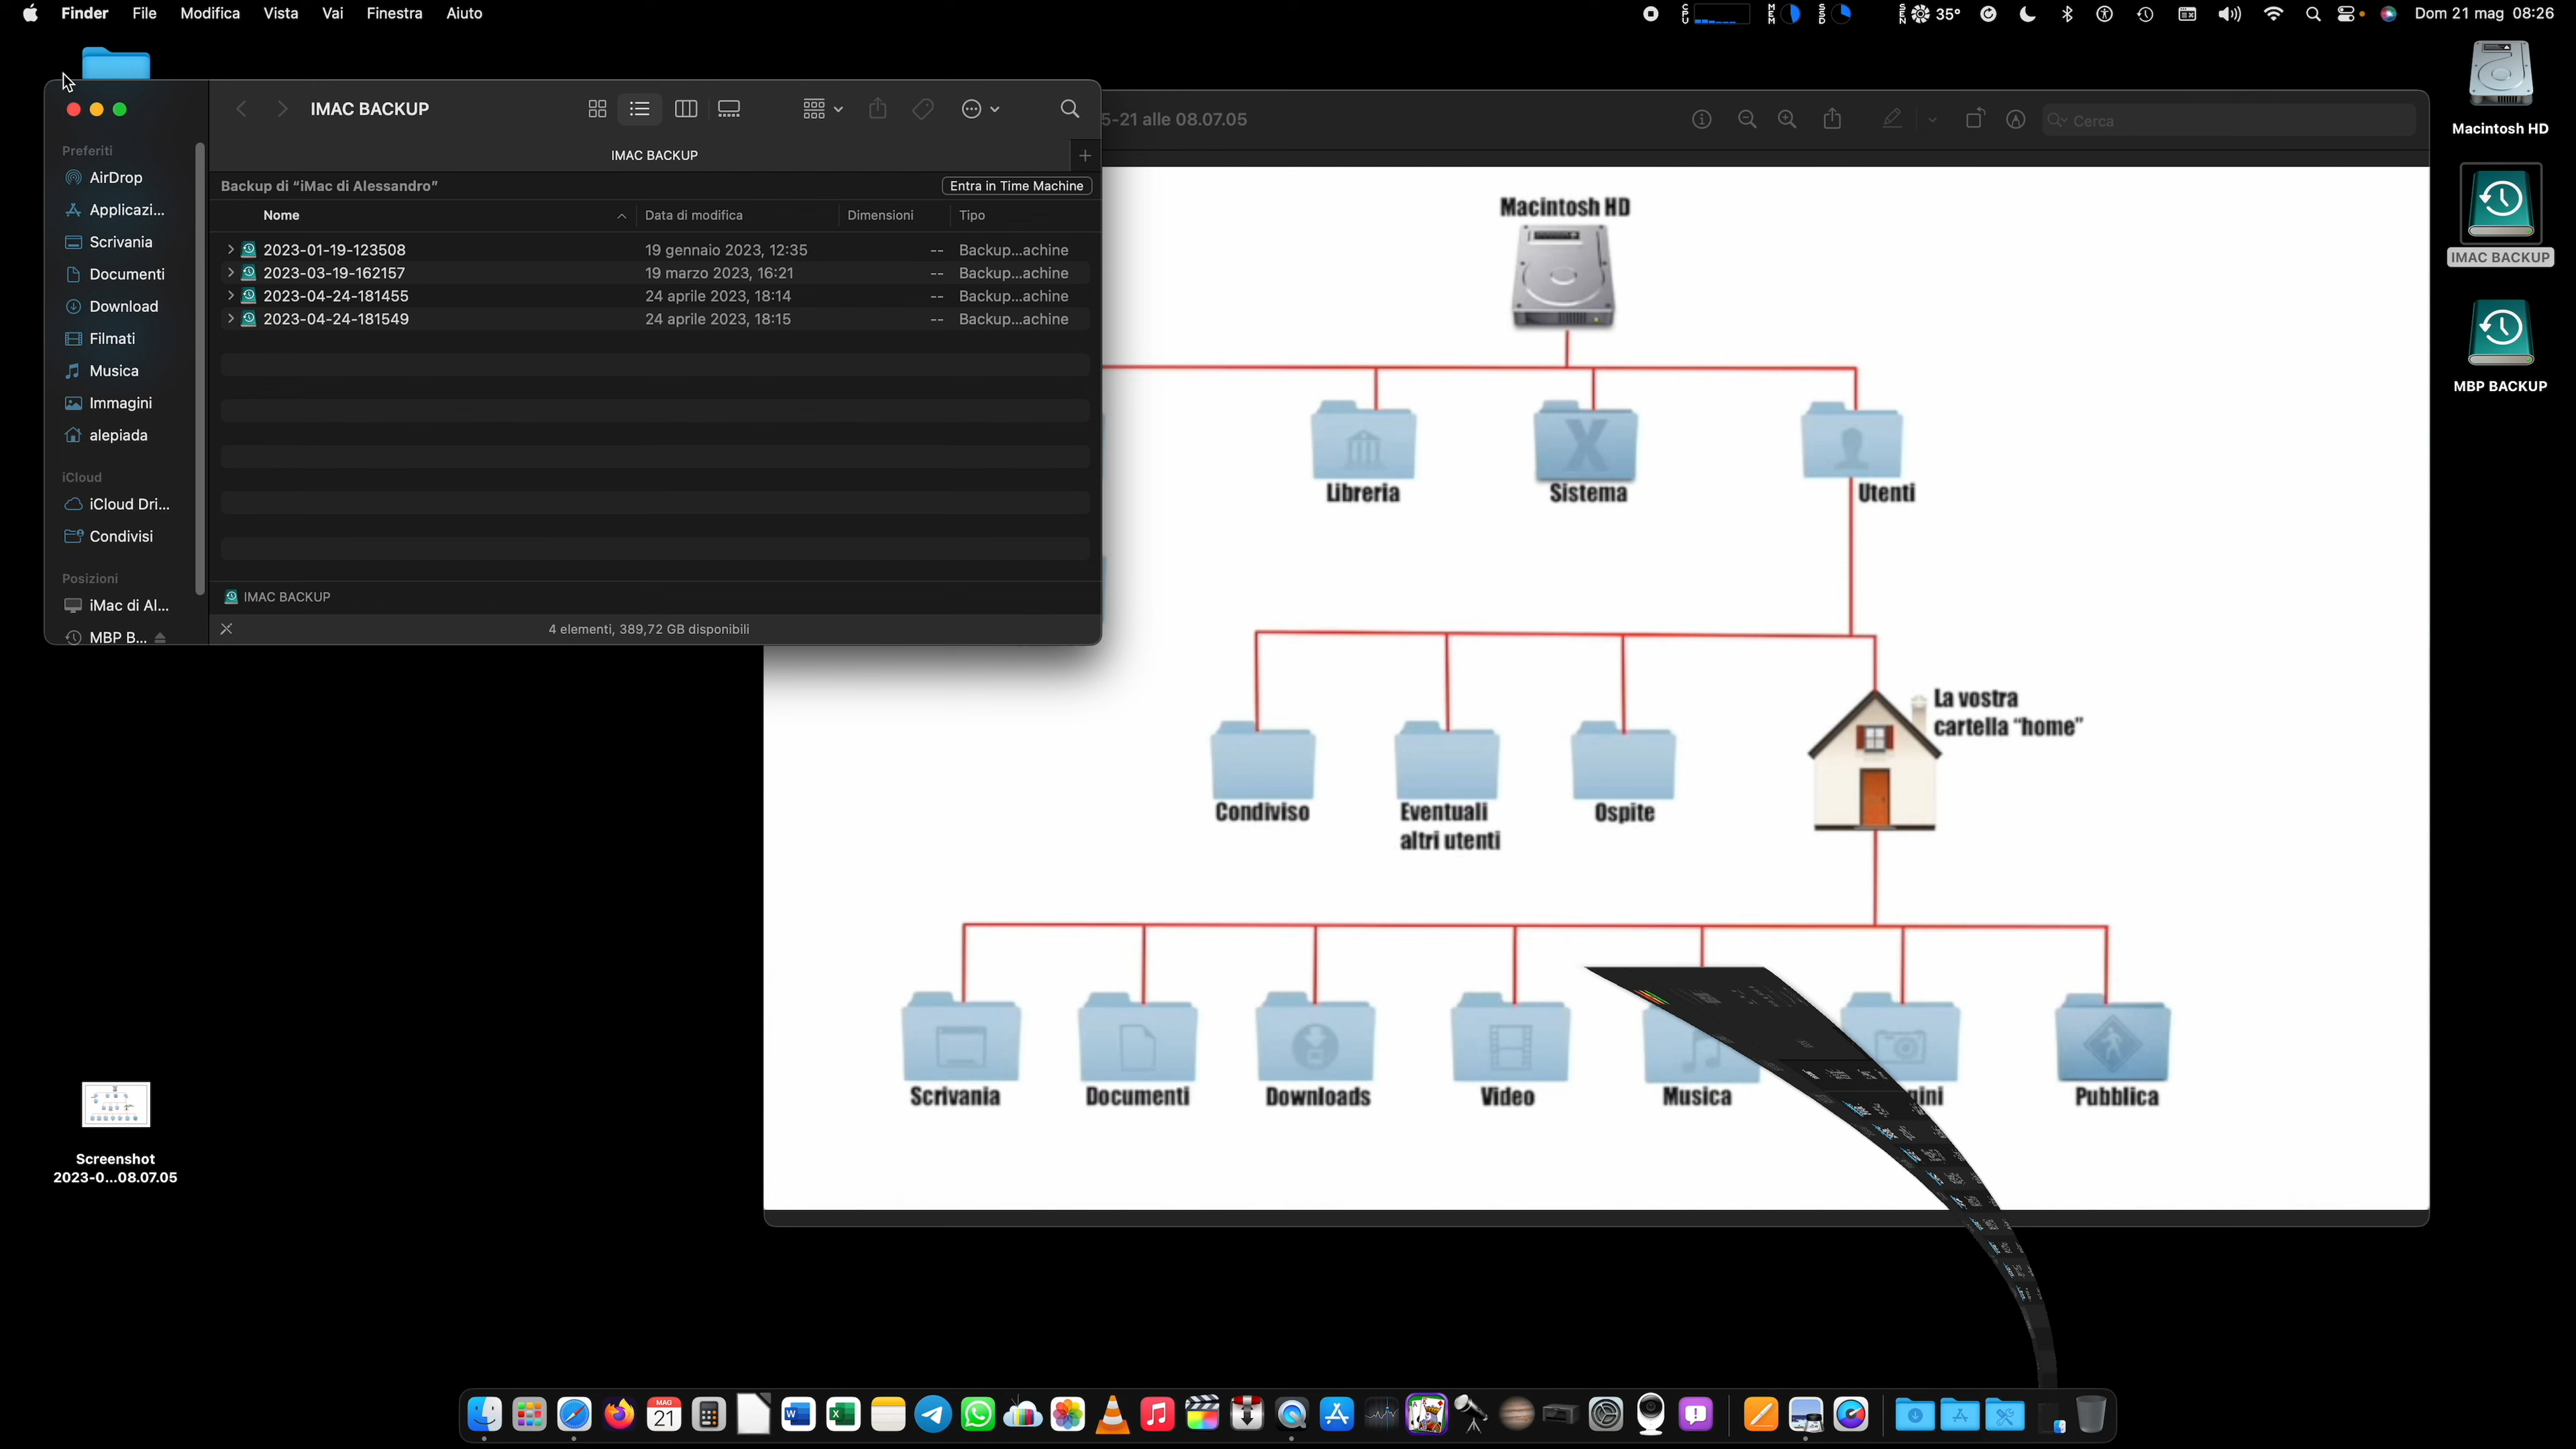 Finder File Modifica Vista Vai Finestra Aiuto
CPU MEM SSD SEN 35° Dom 21 mag 08:26
IMAC BACKUP
5-21 alle 08.07.05
Cerca
IMAC BACKUP
Backup di “iMac di Alessandro”
Entra in Time Machine
Nome Data di modifica Dimensioni Tipo
2023-01-19-123508 19 gennaio 2023, 12:35 -- Backup...achine
2023-03-19-162157 19 marzo 2023, 16:21 -- Backup...achine
2023-04-24-181455 24 aprile 2023, 18:14 -- Backup...achine
2023-04-24-181549 24 aprile 2023, 18:15 -- Backup...achine
IMAC BACKUP
4 elementi, 389,72 GB disponibili
Preferiti
AirDrop
Applicazi...
Scrivania
Documenti
Download
Filmati
Musica
Immagini
alepiada
iCloud
iCloud Dri...
Condivisi
Posizioni
iMac di Al...
MBP B...
Macintosh HD
Libreria
Sistema
Utenti
La vostra
cartella “home”
Condiviso
Eventuali
altri utenti
Ospite
Scrivania
Documenti
Downloads
Video
Musica
gini
Pubblica
Macintosh HD
IMAC BACKUP
MBP BACKUP
Screenshot
2023-0...08.07.05
MAG
21